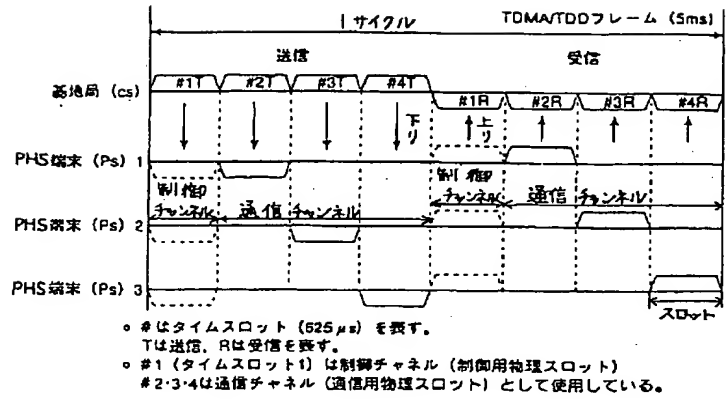 1サイクル
TDMA/TDDフレーム (5ms)
送信
受信
基地局 (cs)
#1T
#2T
#3T
#4T
#1R
#2R
#3R
#4R
下り
上り
PHS端末 (Ps) 1
制御
チャンネル
通信チャンネル
制御
チャンネル
通信チャンネル
PHS端末 (Ps) 2
PHS端末 (Ps) 3
スロット
○ #はタイムスロット (625μs) を表す。
Tは送信, Rは受信を表す。
○ #1 (タイムスロット1) は制御チャネル (制御用物理スロット)
#2・3・4は通信チャネル (通信用物理スロット) として使用している。